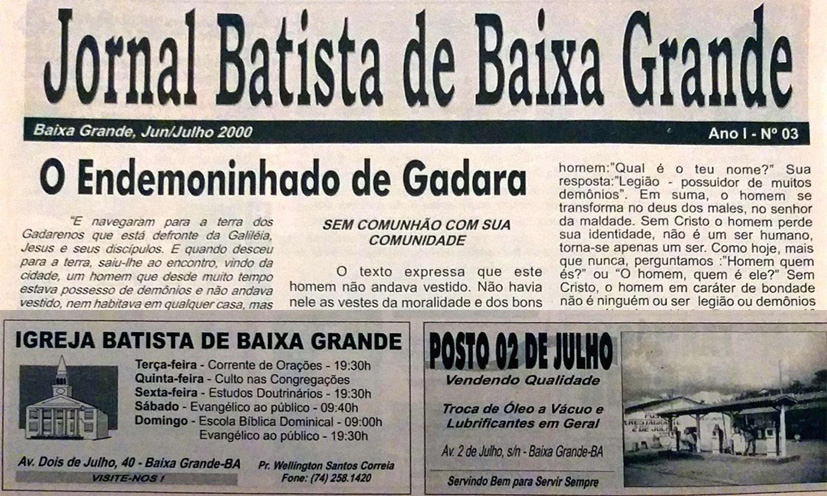 Jornal Batista de Baixa Grande
Baixa Grande, Jun/Julho 2000
Ano I - Nº 03
O Endemoninhado de Gadara
"E navegaram para a terra dos
Gadarenos que está defronte da Galiléia,
Jesus e seus discípulos. E quando desceu
para a terra, saiu-lhe ao encontro, vindo da
cidade, um homem que desde muito tempo
estava possesso de demônios e não andava
vestido, nem habitava em qualquer casa, mas
SEM COMUNHÃO COM SUA
COMUNIDADE
O texto expressa que este
homem não andava vestido. Não havia
nele as vestes da moralidade e dos bons
homem:"Qual é o teu nome?" Sua
resposta:"Legião - possuidor de muitos
demônios". Em suma, o homem se
transforma no deus dos males, no senhor
da maldade. Sem Cristo o homem perde
sua identidade, não é um ser humano,
torna-se apenas um ser. Como hoje, mais
que nunca, perguntamos :"Homem quem
és?" ou "O homem, quem é ele?" Sem
Cristo, o homem em caráter de bondade
não é ninguém ou ser legião ou demônios
IGREJA BATISTA DE BAIXA GRANDE
Terça-feira - Corrente de Orações - 19:30h
Quinta-feira - Culto nas Congregações
Sexta-feira - Estudos Doutrinários - 19:30h
Sábado - Evangélico ao público - 09:40h
Domingo - Escola Bíblica Dominical - 09:00h
Evangélico ao público - 19:30h
Av. Dois de Julho, 40 - Baixa Grande-BA
VISITE-NOS !
Pr. Wellington Santos Correia
Fone: (74) 258.1420
POSTO 02 DE JULHO
Vendendo Qualidade
Troca de Óleo a Vácuo e
Lubrificantes em Geral
Av. 2 de Julho, s/n - Baixa Grande-BA
Servindo Bem para Servir Sempre